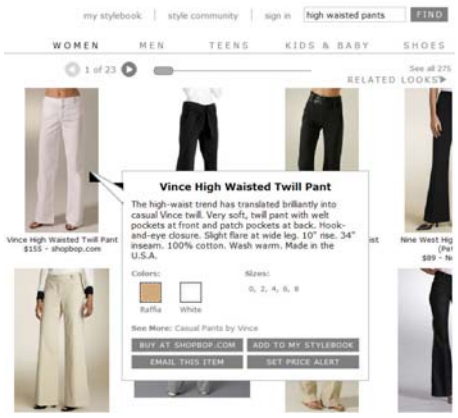 my stylebook | style community | sign in high waisted pants FIND
WOMEN MEN TEENS KIDS & BABY SHOES
1 of 23 See all 275
RELATED LOOKS
Vince High Waisted Twill Pant
The high-waist trend has translated brilliantly into
casual Vince twill. Very soft, twill pant with welt
pockets at front and patch pockets at back. Hook-
and-eye closure. Slight flare at wide leg. 10" rise. 34"
inseam. 100% cotton. Wash warm. Made in the
U.S.A.
Colors: Sizes:
0, 2, 4, 6, 8
Raffia White
See More: Casual Pants by Vince
BUY AT SHOPBOP.COM ADD TO MY STYLEBOOK
EMAIL THIS ITEM SET PRICE ALERT
Vince High Waisted Twill Pant
$155 - shopbop.com
ist
Nine West Hig
(Pet
$89 - N